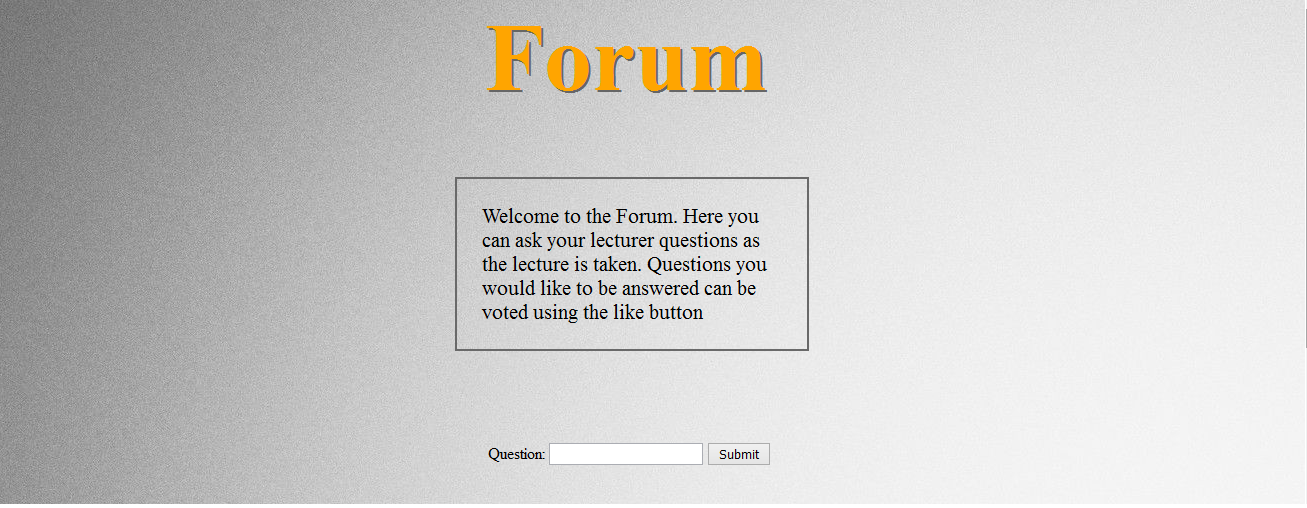 Forum
Welcome to the Forum. Here you
can ask your lecturer questions as
the lecture is taken. Questions you
would like to be answered can be
voted using the like button
Question: Submit